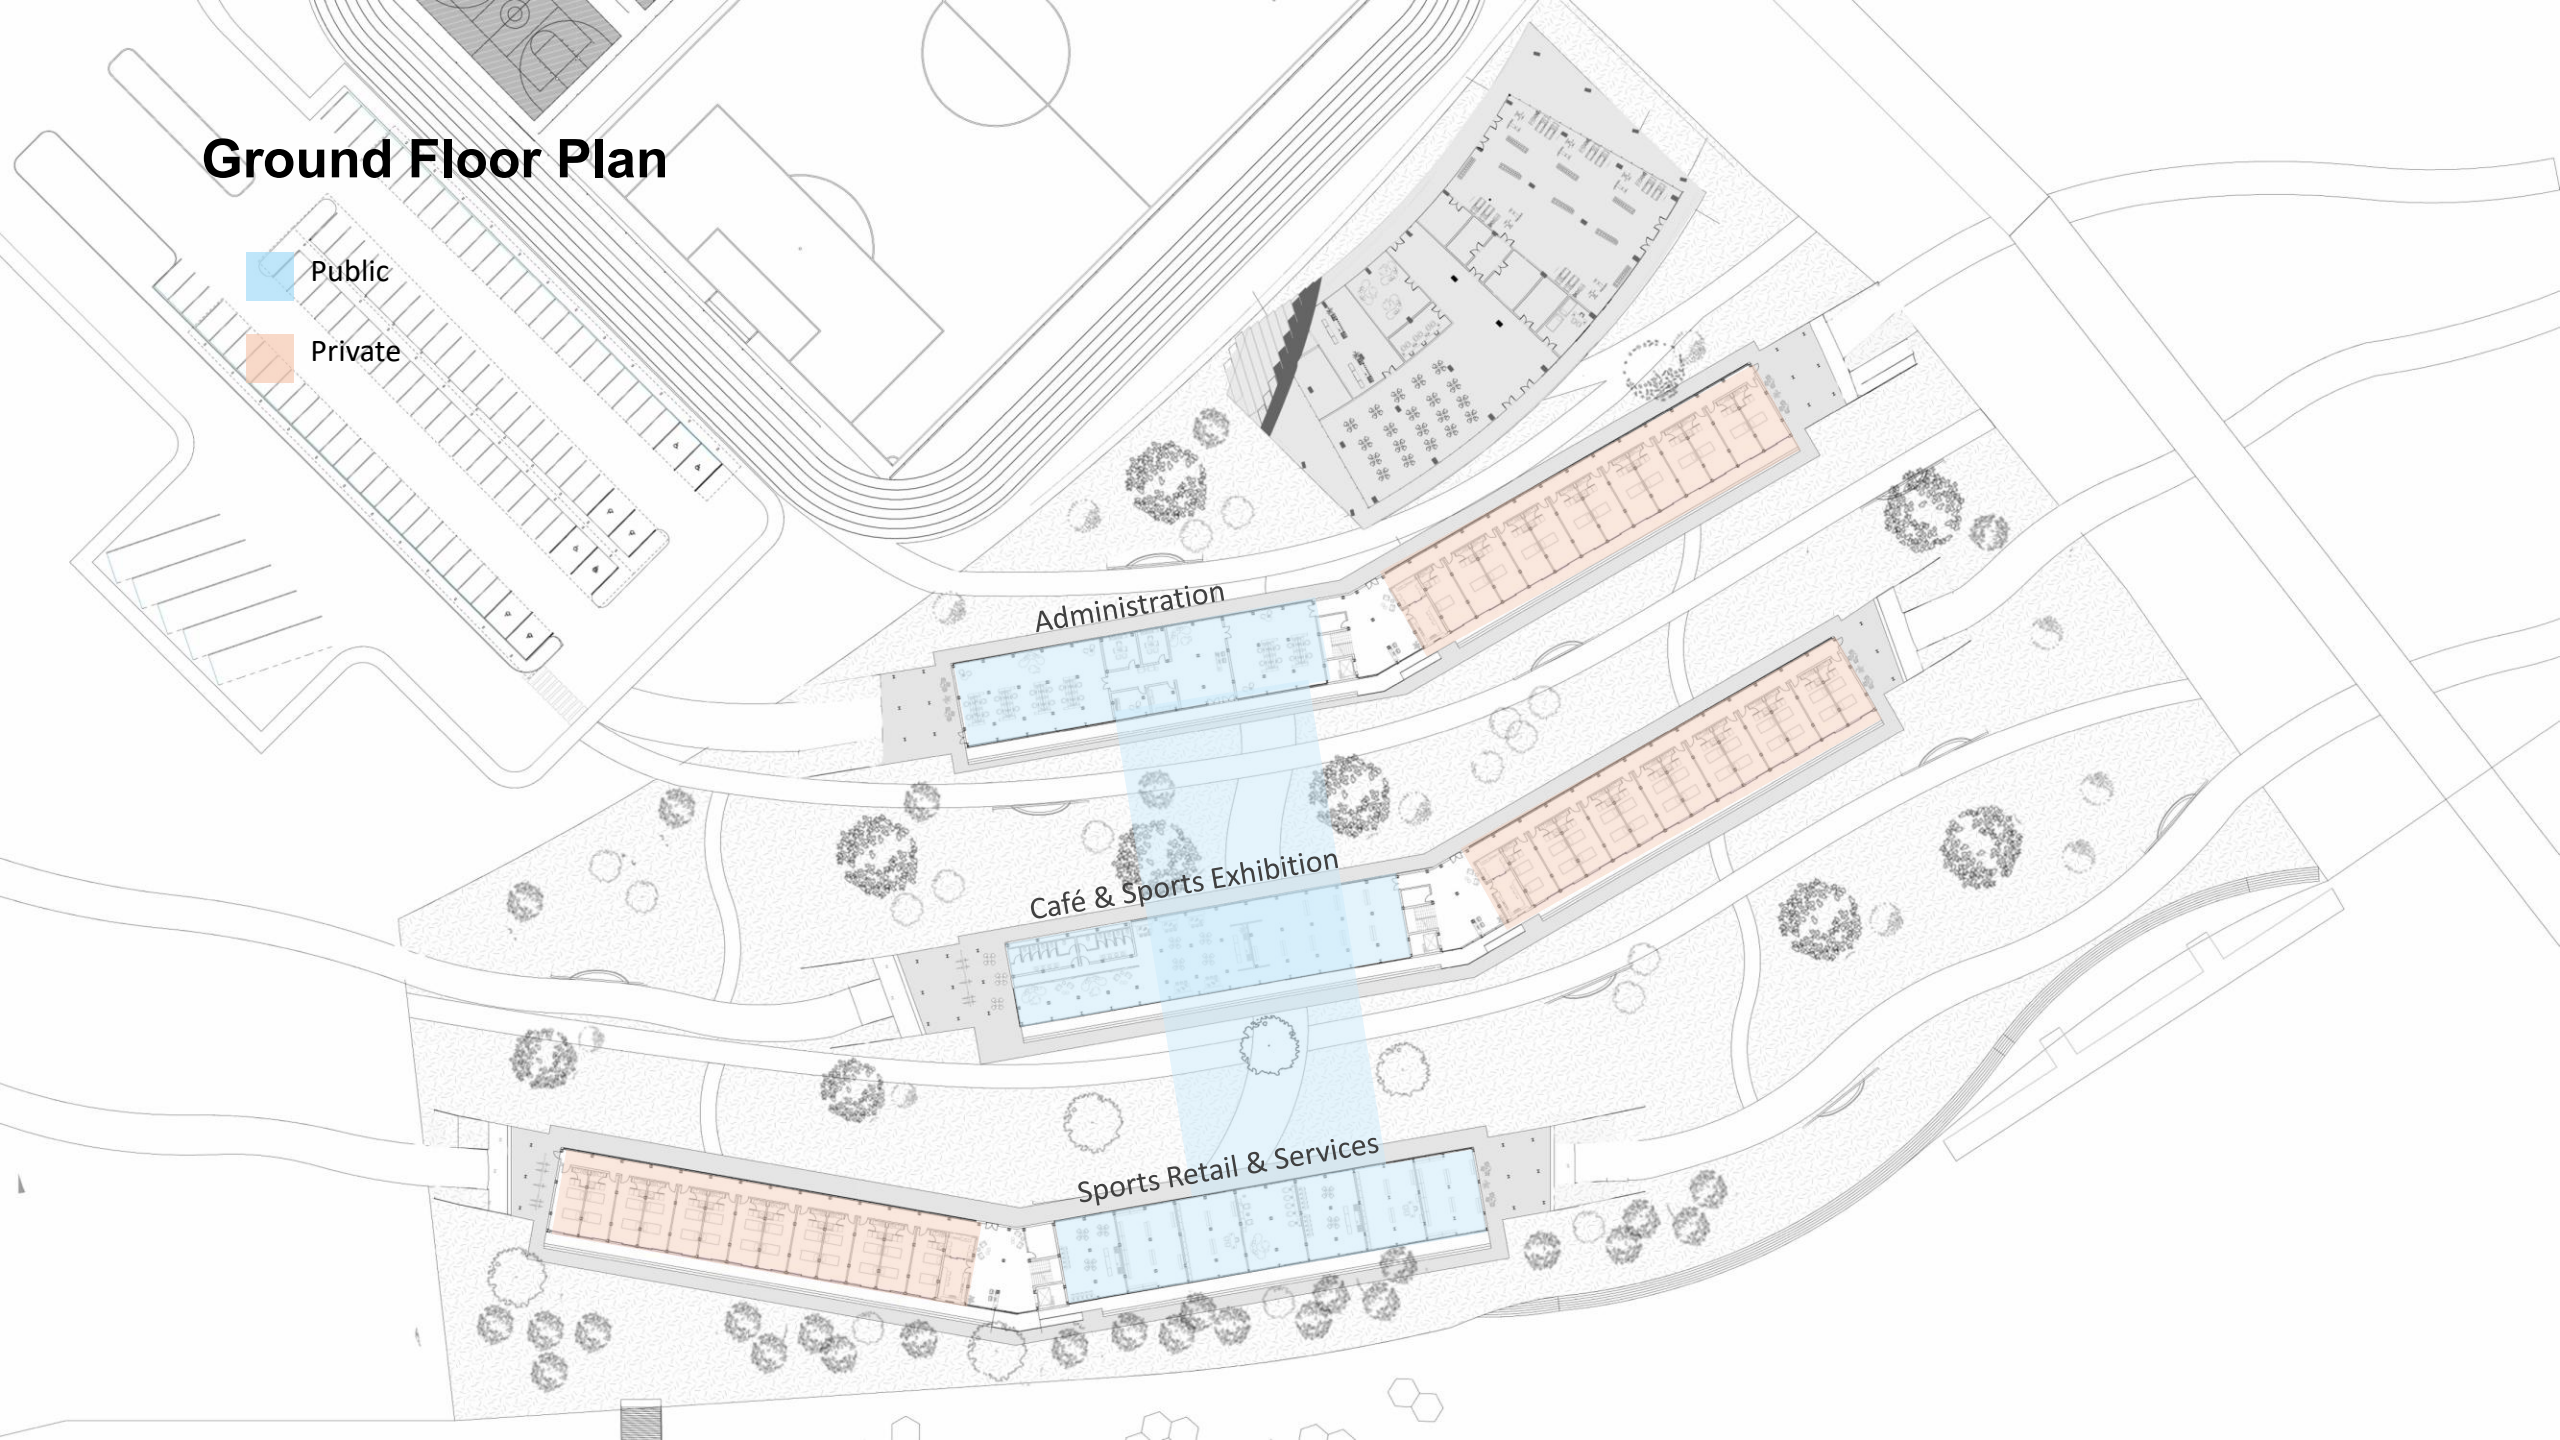 Ground Floor Plan
Public
Private
Administration
Café & Sports Exhibition
Sports Retail & Services